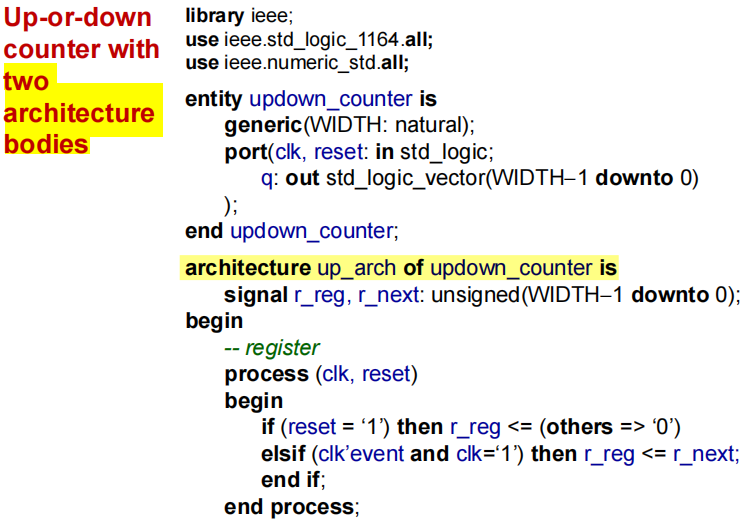 Up-or-down
counter with
two
architecture
bodies
library ieee;
use ieee.std_logic_1164.all;
use ieee.numeric_std.all;
entity updown_counter is
generic(WIDTH: natural);
port(clk, reset: in std_logic;
q: out std_logic_vector(WIDTH−1 downto 0)
);
end updown_counter;
architecture up_arch of updown_counter is
signal r_reg, r_next: unsigned(WIDTH−1 downto 0);
begin
-- register
process (clk, reset)
begin
if (reset = ‘1’) then r_reg <= (others => ‘0’)
elsif (clk’event and clk=‘1’) then r_reg <= r_next;
end if;
end process;